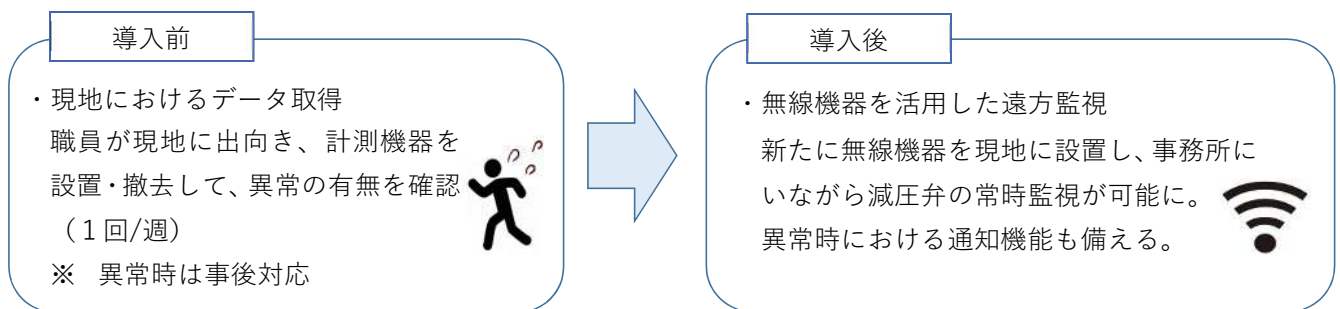 導入前
・現地におけるデータ取得
職員が現地に出向き、計測機器を
設置・撤去して、異常の有無を確認
（１回/週）
※　異常時は事後対応
導入後
・無線機器を活用した遠方監視
新たに無線機器を現地に設置し、事務所に
いながら減圧弁の常時監視が可能に。
異常時における通知機能も備える。